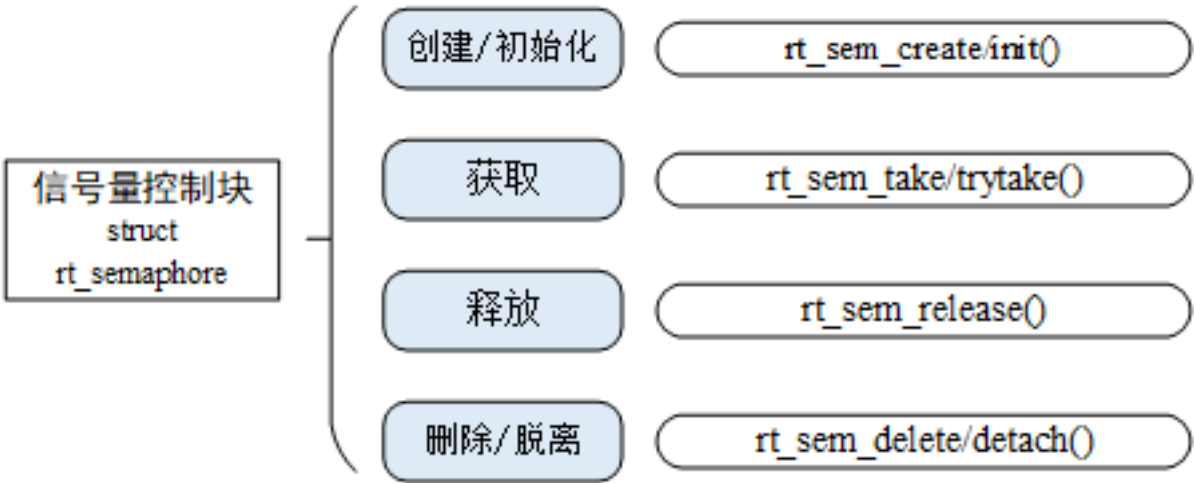 信号量控制块
struct
rt_semaphore
创建/初始化
rt_sem_create/init()
获取
rt_sem_take/trytake()
释放
rt_sem_release()
删除/脱离
rt_sem_delete/detach()